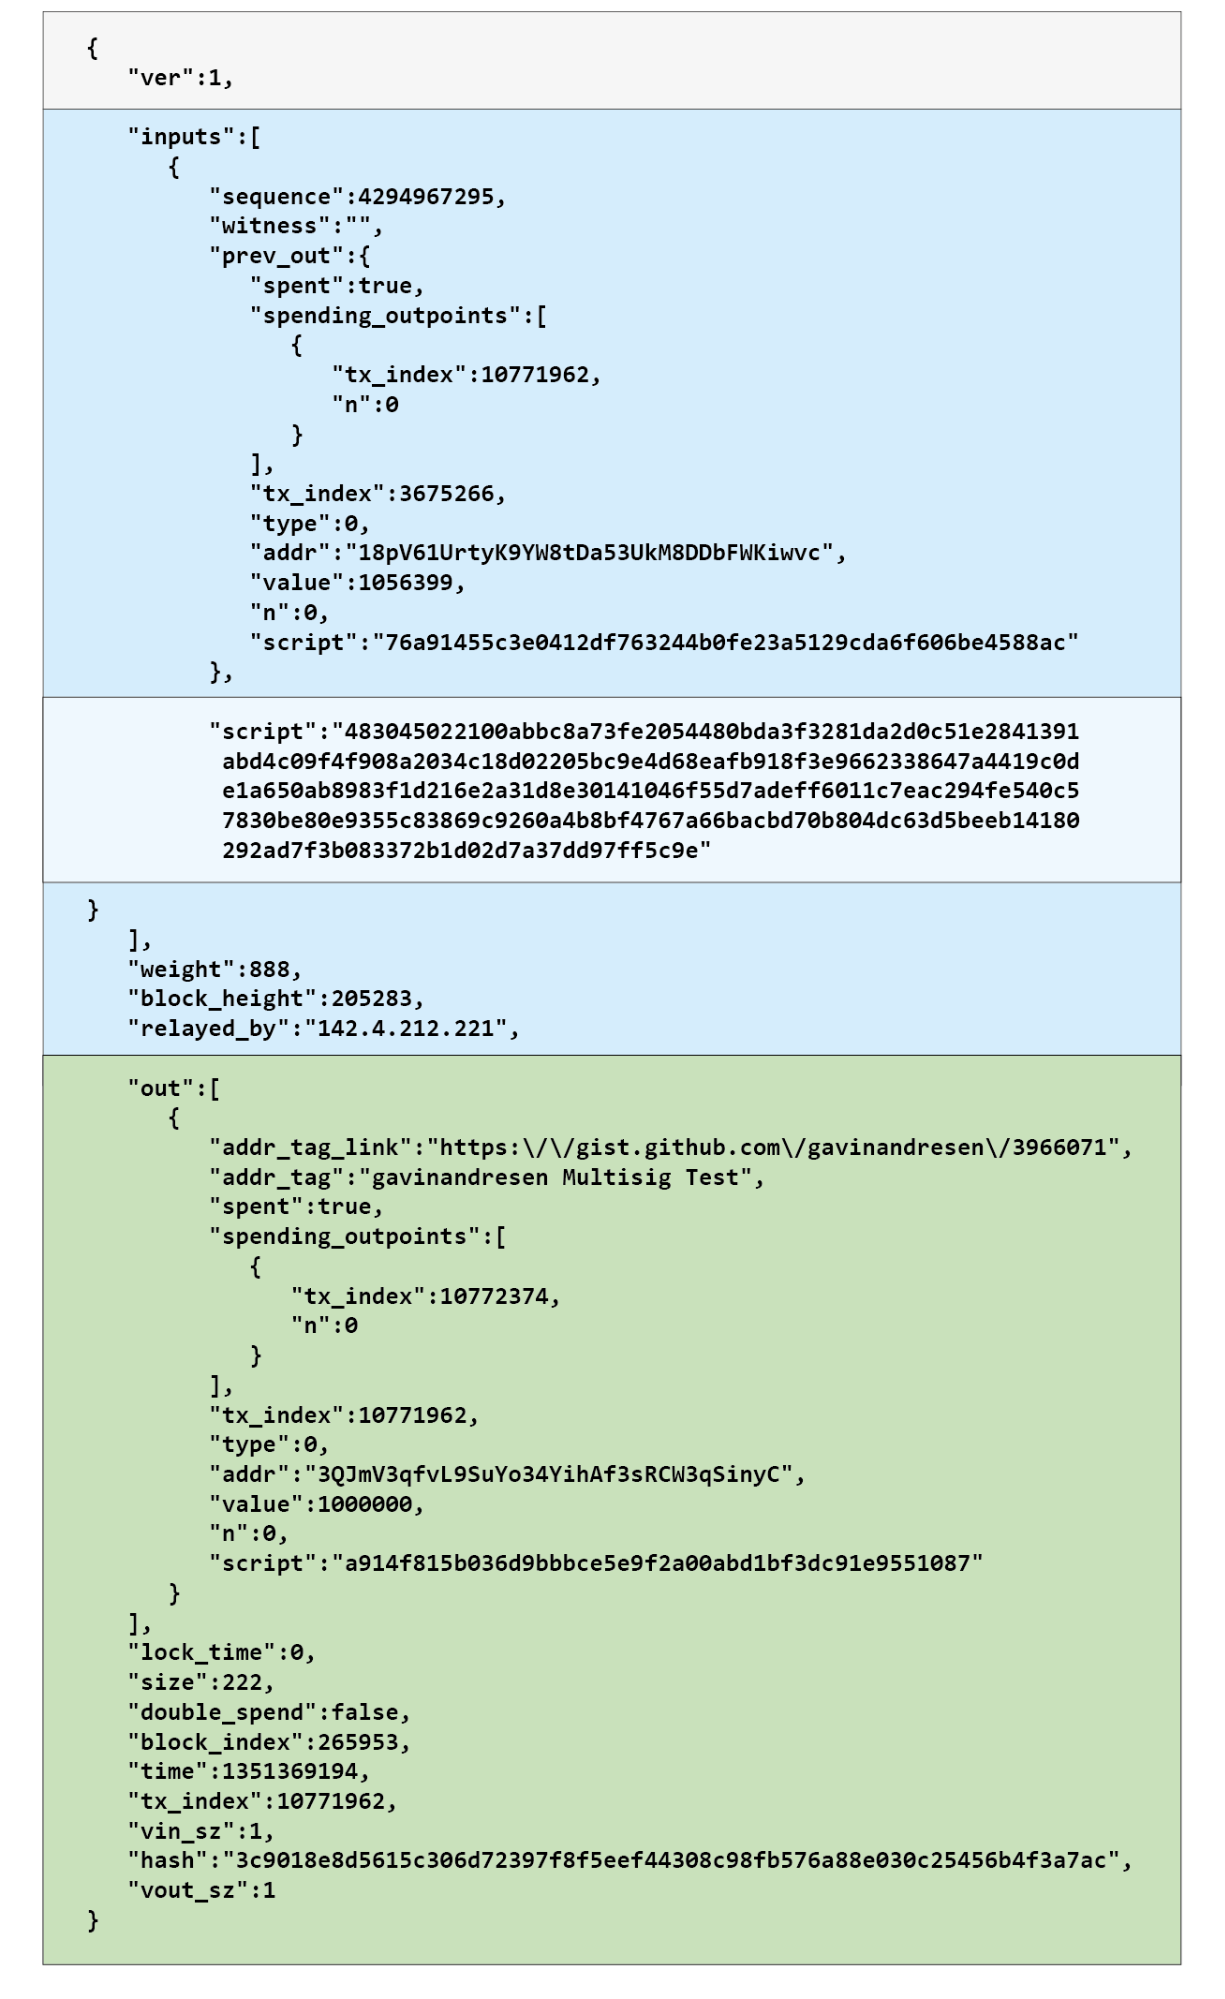 {
"ver":1,
"inputs":[
{
"sequence":4294967295,
"witness":"",
"prev_out":{
"spent":true,
"spending_outpoints":[
{
"tx_index":10771962,
"n":0
}
],
"tx_index":3675266,
"type":0,
"addr":"18pV61UrtyK9YW8tDa53UkM8DDbFWKiwvc",
"value":1056399,
"n":0,
"script":"76a91455c3e0412df763244b0fe23a5129cda6f606be4588ac"
},
"script":"483045022100abbc8a73fe2054480bda3f3281da2d0c51e2841391
abd4c09f4f908a2034c18d02205bc9e4d68eafb918f3e9662338647a4419c0d
e1a650ab8983f1d216e2a31d8e30141046f55d7adeff6011c7eac294fe540c5
7830be80e9355c83869c9260a4b8bf4767a66bacbd70b804dc63d5beeb14180
292ad7f3b083372b1d02d7a37dd97ff5c9e"
}
],
"weight":888,
"block_height":205283,
"relayed_by":"142.4.212.221",
"out":[
{
"addr_tag_link":"https:\/\/gist.github.com\/gavinandresen\/3966071",
"addr_tag":"gavinandresen Multisig Test",
"spent":true,
"spending_outpoints":[
{
"tx_index":10772374,
"n":0
}
],
"tx_index":10771962,
"type":0,
"addr":"3QJmV3qfvL9SuYo34YihAf3sRCW3qSinyC",
"value":1000000,
"n":0,
"script":"a914f815b036d9bbbce5e9f2a00abd1bf3dc91e9551087"
}
],
"lock_time":0,
"size":222,
"double_spend":false,
"block_index":265953,
"time":1351369194,
"tx_index":10771962,
"vin_sz":1,
"hash":"3c9018e8d5615c306d72397f8f5eef44308c98fb576a88e030c25456b4f3a7ac",
"vout_sz":1
}